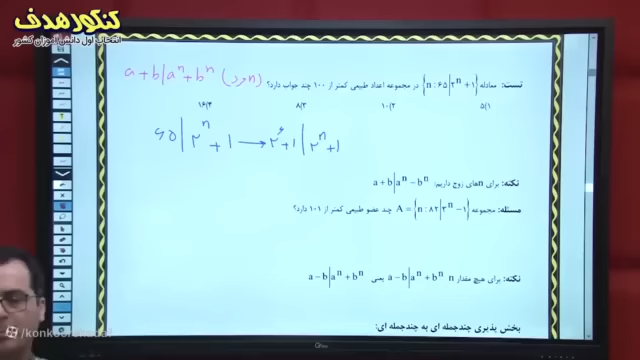 کنکور هدف
انتخاب اول دانش آموزان کشور
تست: معادله {n : ۶۵ | ۲ⁿ + ۱} در مجموعه اعداد طبیعی کمتر از ۱۰۰ چند جواب دارد؟
a + b | aⁿ + bⁿ (فرد n)
۵ (۱ ۱۰ (۲ ۸ (۳ ۱۶ (۴
۶۵ | ۲ⁿ + ۱ → ۲⁶ + ۱ | ۲ⁿ + ۱
نکته: برای nهای زوج داریم: a + b | aⁿ − bⁿ
مسئله: مجموعه A = {n : ۸۲ | ۳ⁿ − ۱} چند عضو طبیعی کمتر از ۱۰۱ دارد؟
نکته: برای هیچ مقدار n a − b | aⁿ + bⁿ یعنی a − b ∤ aⁿ + bⁿ
بخش پذیری چندجمله ای به چندجمله ای: